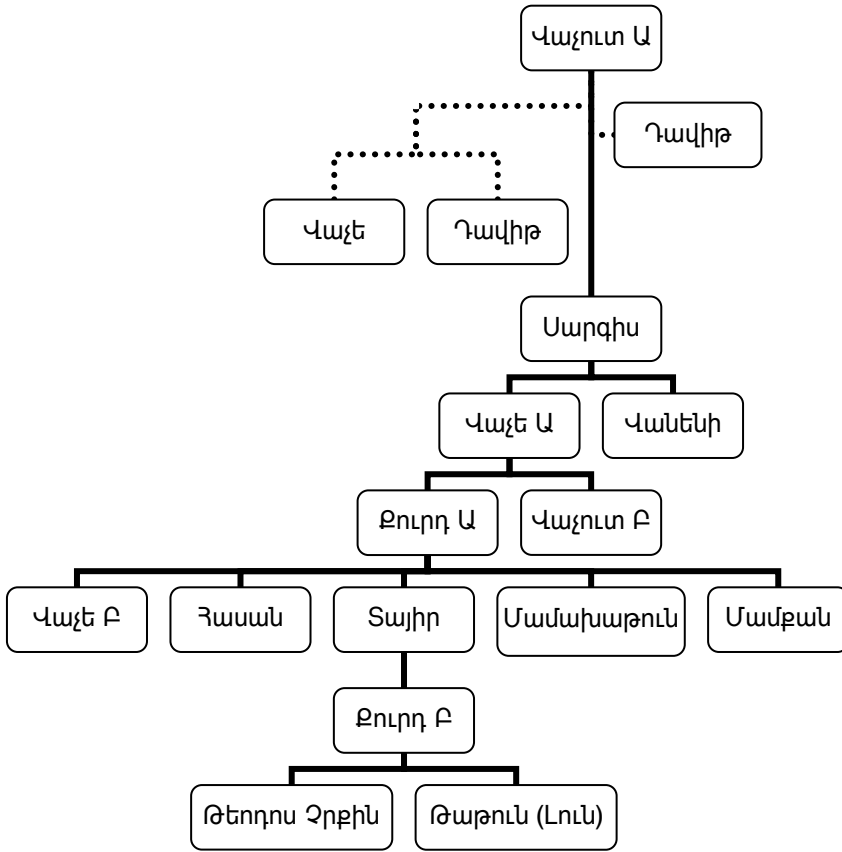 Վաչուտ Ա
Դավիթ
Վաչե
Դավիթ
Սարգիս
Վաչե Ա
Վանենի
Քուրդ Ա
Վաչուտ Բ
Վաչե Բ
Հասան
Տայիր
Մամախաթուն
Մամքան
Քուրդ Բ
Թեոդոս Չրքին
Թաթուն (Լուն)